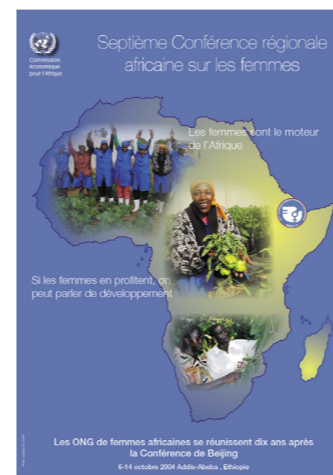 Commission
économique
pour l'Afrique
Septième Conférence régionale
africaine sur les femmes
Les femmes sont le moteur
de l'Afrique
Si les femmes en profitent, on
peut parler de développement
Les ONG de femmes africaines se réunissent dix ans après
la Conférence de Beijing
6-14 octobre 2004 Addis-Abeba , Ethiopie